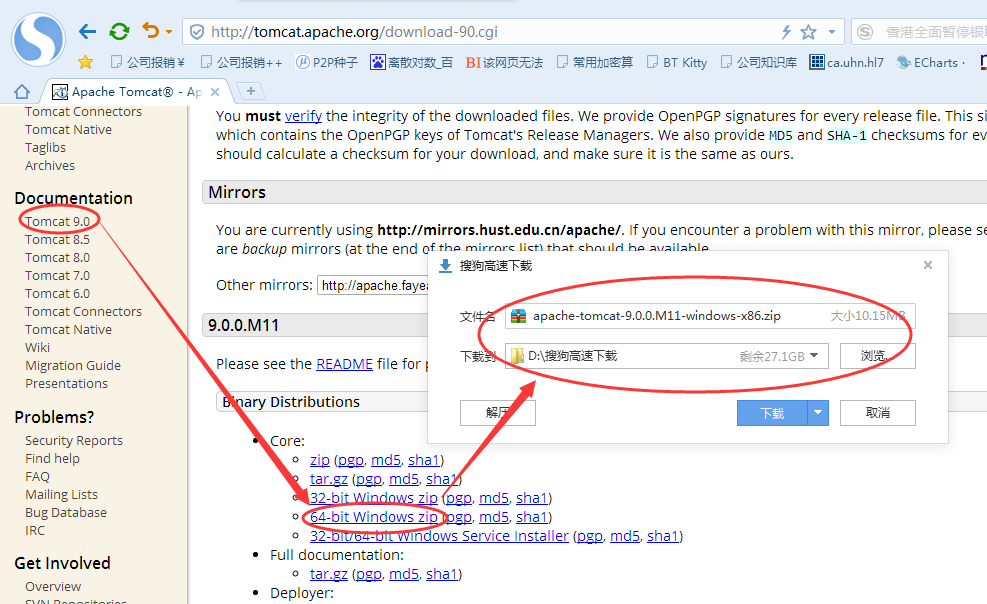 http://tomcat.apache.org/download-90.cgi
香港全面暂停银
公司报销¥ 公司报销++ P2P种子 离散对数_百 BI该网页无法 常用加密算 BT Kitty 公司知识库 ca.uhn.hl7 ECharts ·
Apache Tomcat® - Ap
Tomcat Connectors
Tomcat Native
Taglibs
Archives
Documentation
Tomcat 9.0
Tomcat 8.5
Tomcat 8.0
Tomcat 7.0
Tomcat 6.0
Tomcat Connectors
Tomcat Native
Wiki
Migration Guide
Presentations
Problems?
Security Reports
Find help
FAQ
Mailing Lists
Bug Database
IRC
Get Involved
Overview
SVN Repositories
You must verify the integrity of the downloaded files. We provide OpenPGP signatures for every release file. This si
which contains the OpenPGP keys of Tomcat's Release Managers. We also provide MD5 and SHA-1 checksums for ev
should calculate a checksum for your download, and make sure it is the same as ours.
Mirrors
You are currently using http://mirrors.hust.edu.cn/apache/. If you encounter a problem with this mirror, please se
are backup mirrors (at the end of the mirrors list) that should be available.
Other mirrors: http://apache.fayea
9.0.0.M11
Please see the README file for
Binary Distributions
Core:
zip (pgp, md5, sha1)
tar.gz (pgp, md5, sha1)
32-bit Windows zip (pgp, md5, sha1)
64-bit Windows zip (pgp, md5, sha1)
32-bit/64-bit Windows Service Installer (pgp, md5, sha1)
Full documentation:
tar.gz (pgp, md5, sha1)
Deployer:
搜狗高速下载
文件名 apache-tomcat-9.0.0.M11-windows-x86.zip 大小10.15MB
下载到 D:\搜狗高速下载 剩余27.1GB 浏览...
解压 下载 取消